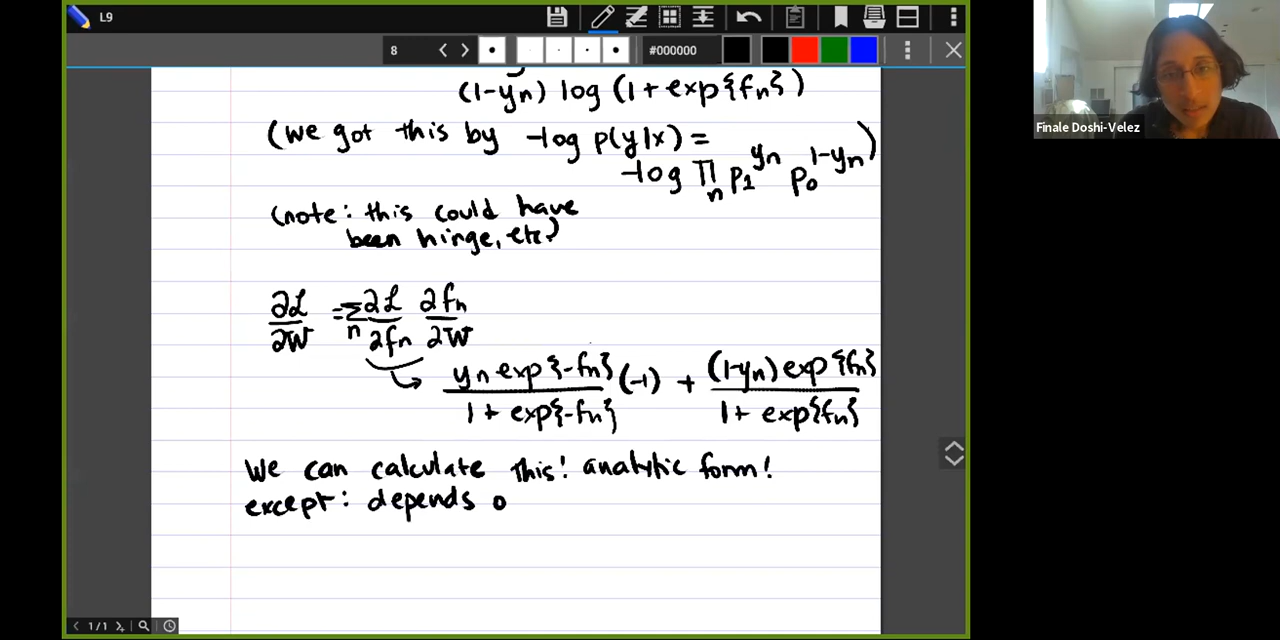 L9
8
#000000
(1-yn) log (1 + exp{fn})
(we got this by -log p(y|x) =
-log ∏n p1^yn p0^1-yn)
(note: this could have
been hinge, etc)
∂ℒ/∂W = Σn ∂ℒ/∂fn ∂fn/∂W
yn exp{-fn} / 1 + exp{-fn} (-1) + (1-yn) exp{fn} / 1 + exp{fn}
We can calculate this! analytic form!
except: depends o
1/1
Finale Doshi-Velez